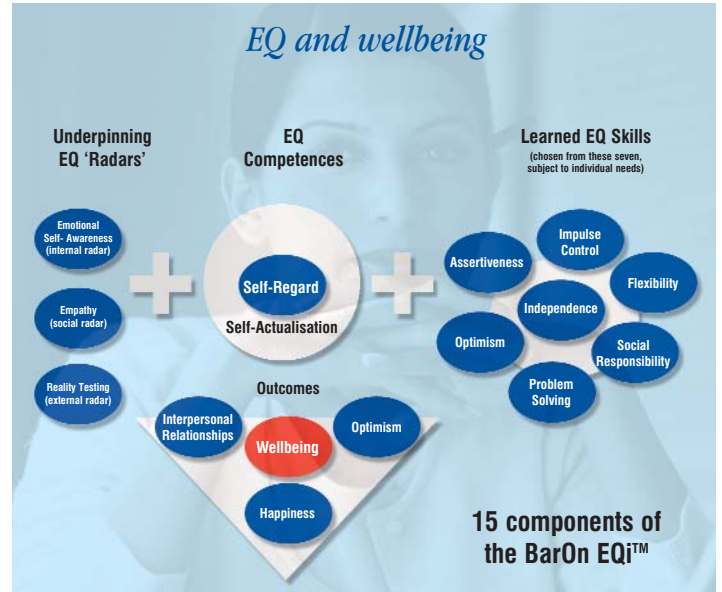 EQ and wellbeing
Underpinning
EQ 'Radars'
EQ
Competences
Learned EQ Skills
(chosen from these seven,
subject to individual needs)
Emotional
Self- Awareness
(internal radar)
Empathy
(social radar)
Reality Testing
(external radar)
Self-Regard
Self-Actualisation
Impulse
Control
Assertiveness
Flexibility
Independence
Optimism
Social
Responsibility
Problem
Solving
Outcomes
Interpersonal
Relationships
Wellbeing
Optimism
Happiness
15 components of
the BarOn EQi™